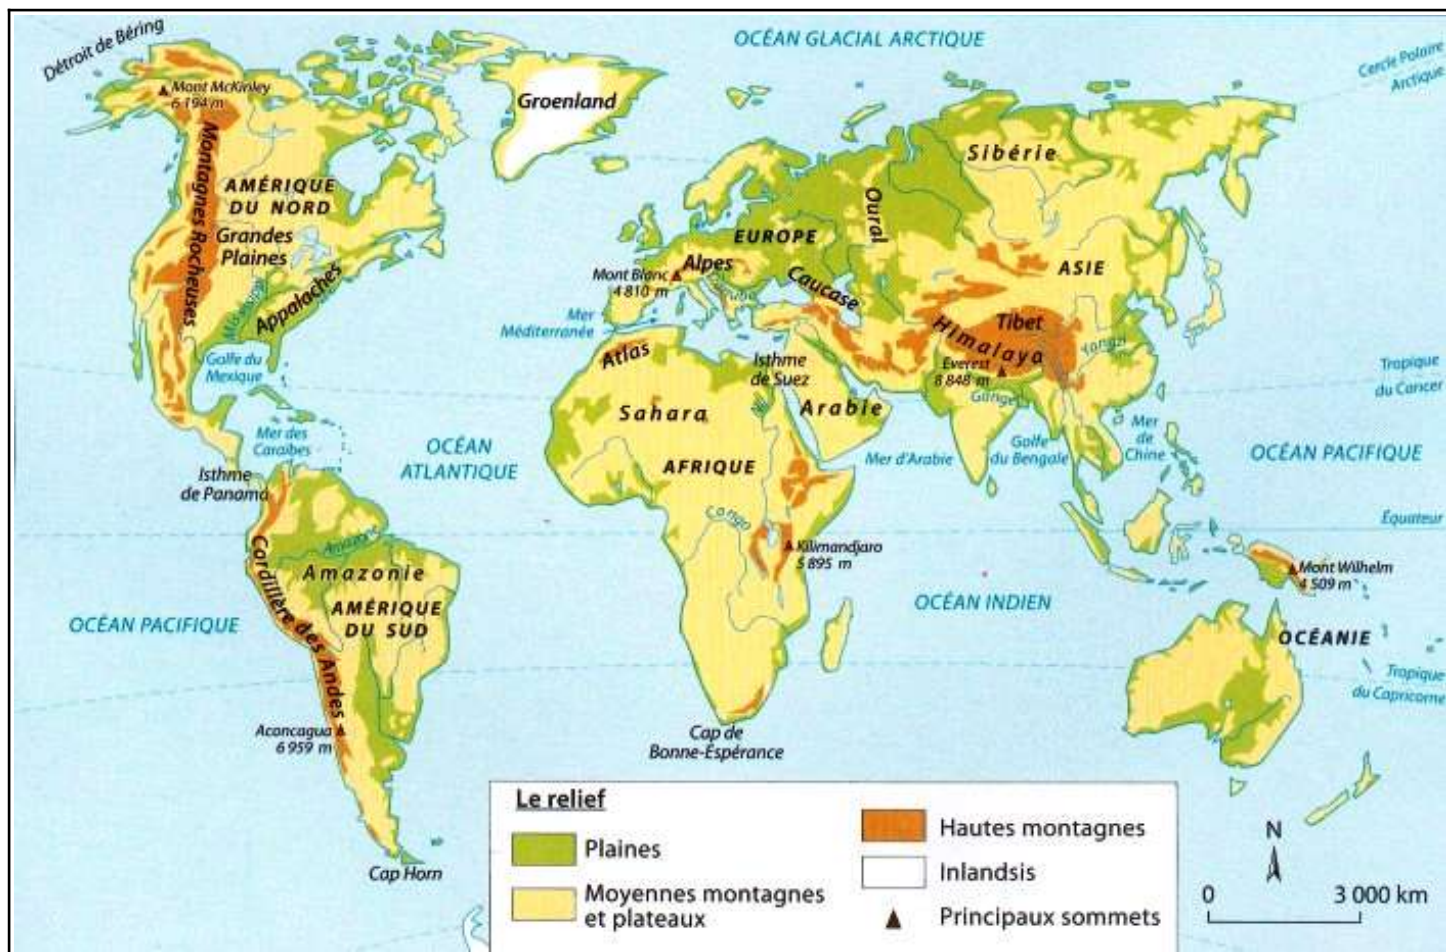 OCÉAN GLACIAL ARCTIQUE
Détroit de Béring
Cercle Polaire
Arctique
Mont McKinley
6 194 m
Groenland
Sibérie
Montagnes Rocheuses
AMÉRIQUE
DU NORD
Grandes
Plaines
Oural
EUROPE
ASIE
Alpes
Mont Blanc
4 810 m
Danube
Caucase
Mississippi
Appalaches
Mer
Méditerranée
Tibet
Himalaya
Yangzi
Everest
8 848 m
Gange
Golfe du
Mexique
Atlas
Isthme
de Suez
Tropique
du Cancer
Sahara
Arabie
Mer des
Caraïbes
OCÉAN
ATLANTIQUE
AFRIQUE
Mer d'Arabie
Golfe
du Bengale
Mer
de
Chine
OCÉAN PACIFIQUE
Isthme
de Panama
Congo
Équateur
Amazone
Kilimandjaro
5 895 m
Mont Wilhelm
4 509 m
Cordillère des Andes
Amazonie
AMÉRIQUE
DU SUD
OCÉAN INDIEN
OCÉAN PACIFIQUE
OCÉANIE
Tropique
du Capricorne
Aconcagua
6 959 m
Cap de
Bonne-Espérance
Cap Horn
Le relief
Plaines
Moyennes montagnes
et plateaux
Hautes montagnes
Inlandsis
Principaux sommets
N
0
3 000 km